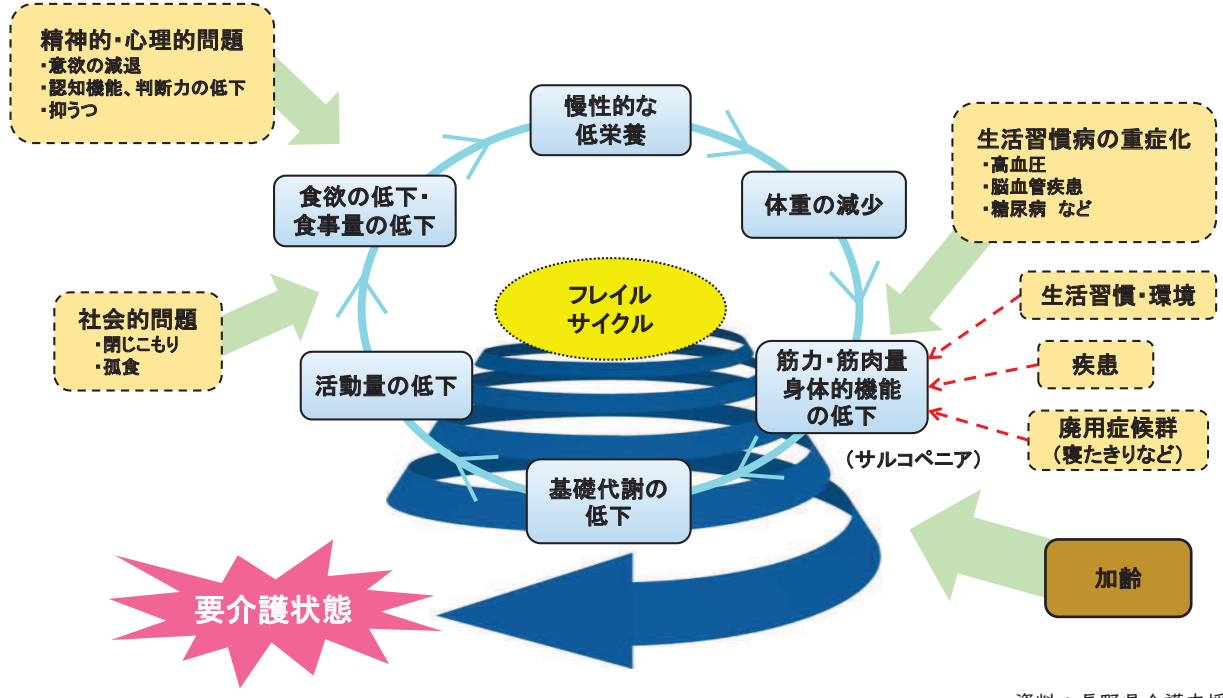 精神的・心理的問題
・意欲の減退
・認知機能、判断力の低下
・抑うつ
慢性的な
低栄養
生活習慣病の重症化
・高血圧
・脳血管疾患
・糖尿病 など
食欲の低下・
食事量の低下
体重の減少
フレイル
サイクル
生活習慣・環境
社会的問題
・閉じこもり
・孤食
活動量の低下
筋力・筋肉量
身体的機能
の低下
疾患
廃用症候群
（寝たきりなど）
（サルコペニア）
基礎代謝の
低下
加齢
要介護状態